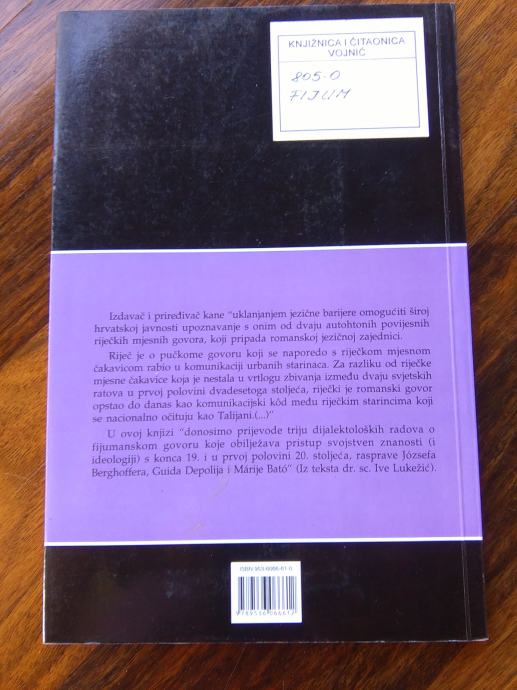 KNJIŽNICA I ČITAONICA
VOJNIĆ
805-0
FIJUM
Izdavač i priređivač kane "uklanjanjem jezične barijere omogućiti široj
hrvatskoj javnosti upoznavanje s onim od dvaju autohtonih povijesnih
riječkih mjesnih govora, koji pripada romanskoj jezičnoj zajednici.
Riječ je o pučkome govoru koji se naporedo s riječkom mjesnom
čakavicom rabio u komunikaciji urbanih starinaca. Za razliku od riječke
mjesne čakavice koja je nestala u vrtlogu zbivanja između dvaju svjetskih
ratova u prvoj polovini dvadesetoga stoljeća, riječki je romanski govor
opstao do danas kao komunikacijski kôd među riječkim starincima koji
se nacionalno očituju kao Talijani.(...)"
U ovoj knjizi "donosimo prijevode triju dijalektoloških radova o
fijumanskom govoru koje obilježava pristup svojstven znanosti (i
ideologiji) s konca 19. i u prvoj polovini 20. stoljeća, rasprave Józsefa
Berghoffera, Guida Depolija i Márije Bató" (Iz teksta dr. sc. Ive Lukežić).
ISBN 953-6066-61-0